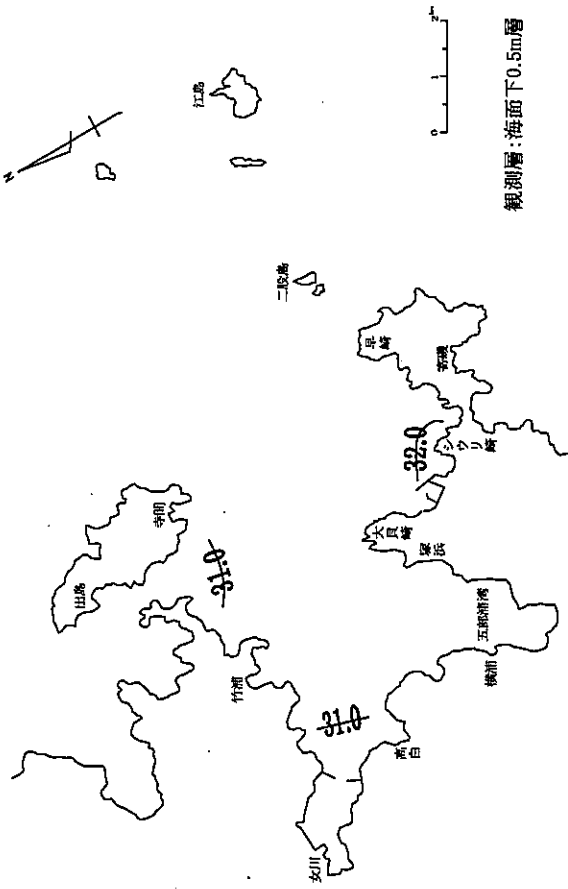 N
江島
0 1 2km
観測層:海面下0.5m層
二股島
早崎
寄磯
32.0
シウリ崎
寺間
出島
31.0
大貝崎
塚浜
竹浦
五部浦湾
横浦
31.0
高白
女川